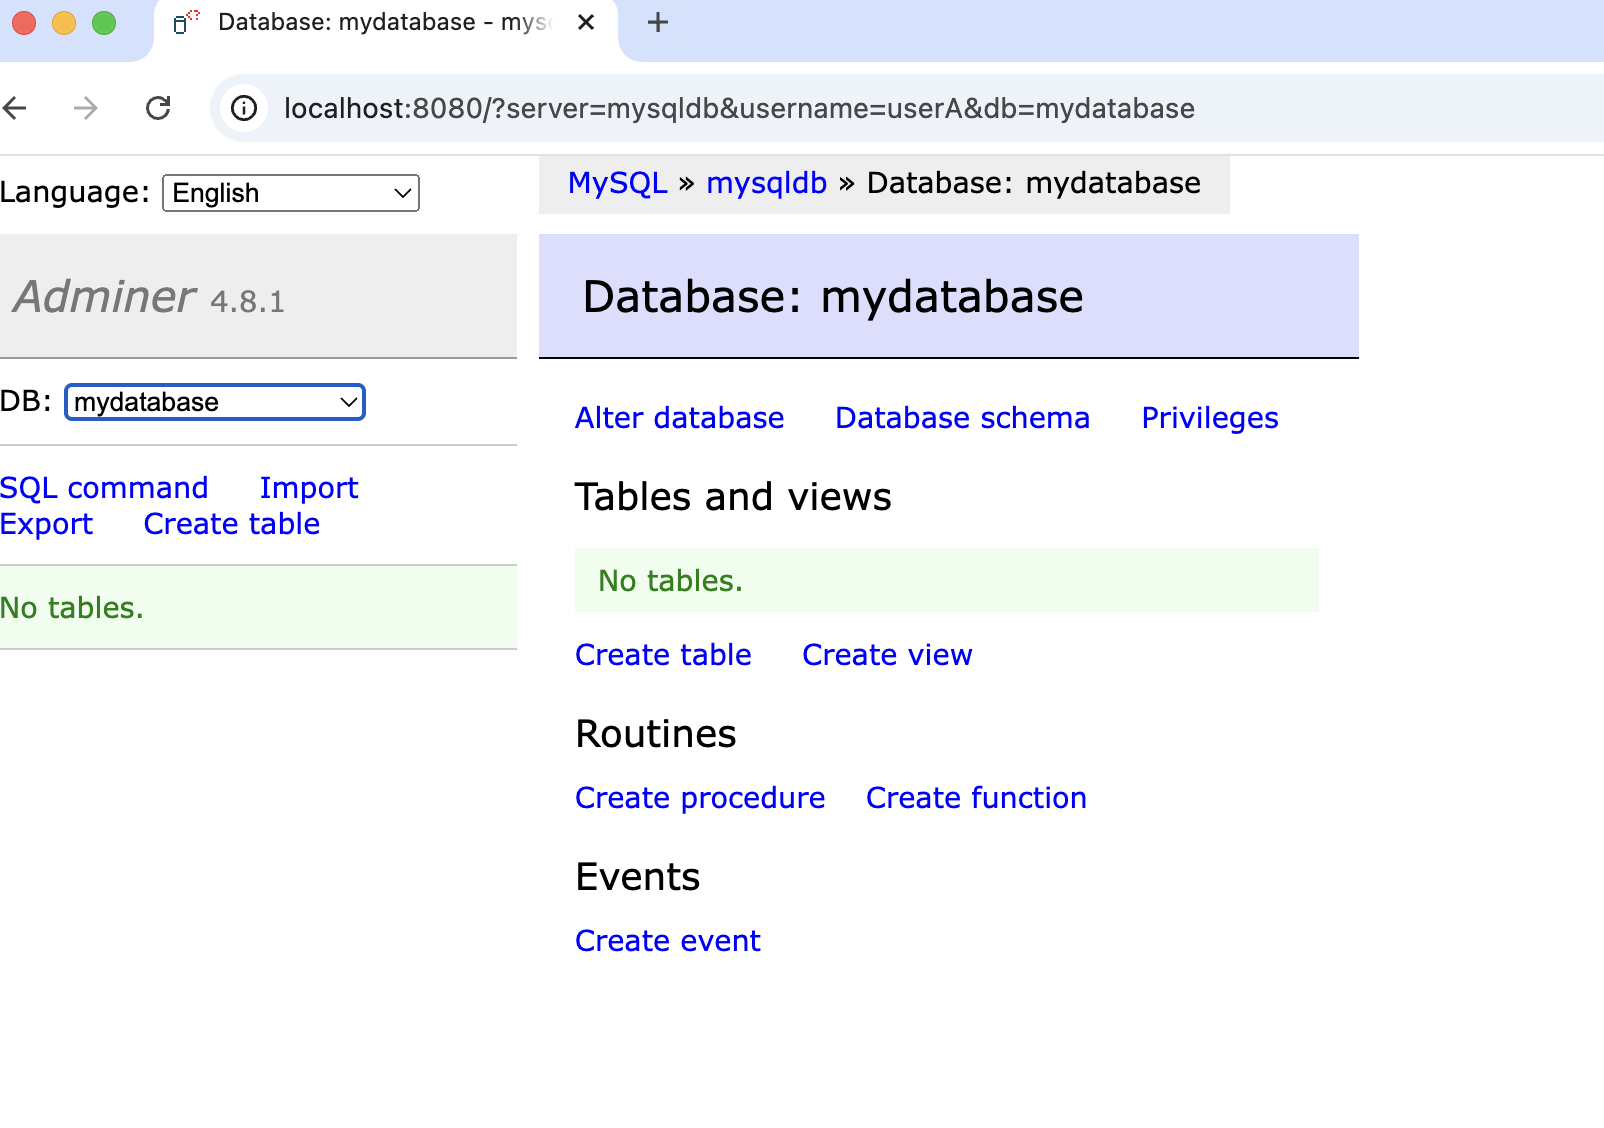 Database: mydatabase - mys
localhost:8080/?server=mysqldb&username=userA&db=mydatabase
Language: English
MySQL » mysqldb » Database: mydatabase
Adminer 4.8.1
Database: mydatabase
DB: mydatabase
Alter database Database schema Privileges
SQL command Import
Export Create table
No tables.
Tables and views
No tables.
Create table Create view
Routines
Create procedure Create function
Events
Create event